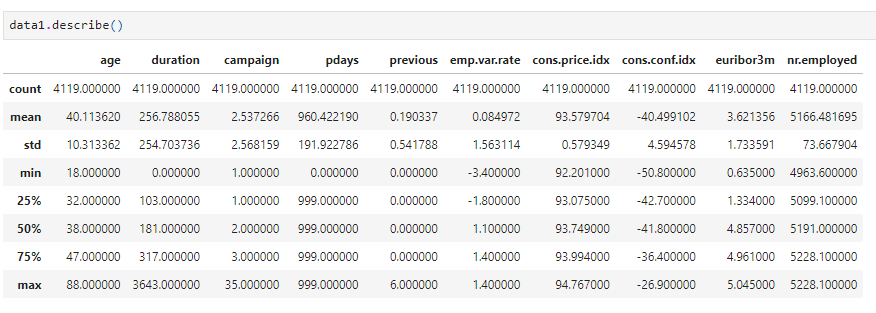 data1.describe()
age duration campaign pdays previous emp.var.rate cons.price.idx cons.conf.idx euribor3m nr.employed
count 4119.000000 4119.000000 4119.000000 4119.000000 4119.000000 4119.000000 4119.000000 4119.000000 4119.000000 4119.000000
mean 40.113620 256.788055 2.537266 960.422190 0.190337 0.084972 93.579704 -40.499102 3.621356 5166.481695
std 10.313362 254.703736 2.568159 191.922786 0.541788 1.563114 0.579349 4.594578 1.733591 73.667904
min 18.000000 0.000000 1.000000 0.000000 0.000000 -3.400000 92.201000 -50.800000 0.635000 4963.600000
25% 32.000000 103.000000 1.000000 999.000000 0.000000 -1.800000 93.075000 -42.700000 1.334000 5099.100000
50% 38.000000 181.000000 2.000000 999.000000 0.000000 1.100000 93.749000 -41.800000 4.857000 5191.000000
75% 47.000000 317.000000 3.000000 999.000000 0.000000 1.400000 93.994000 -36.400000 4.961000 5228.100000
max 88.000000 3643.000000 35.000000 999.000000 6.000000 1.400000 94.767000 -26.900000 5.045000 5228.100000